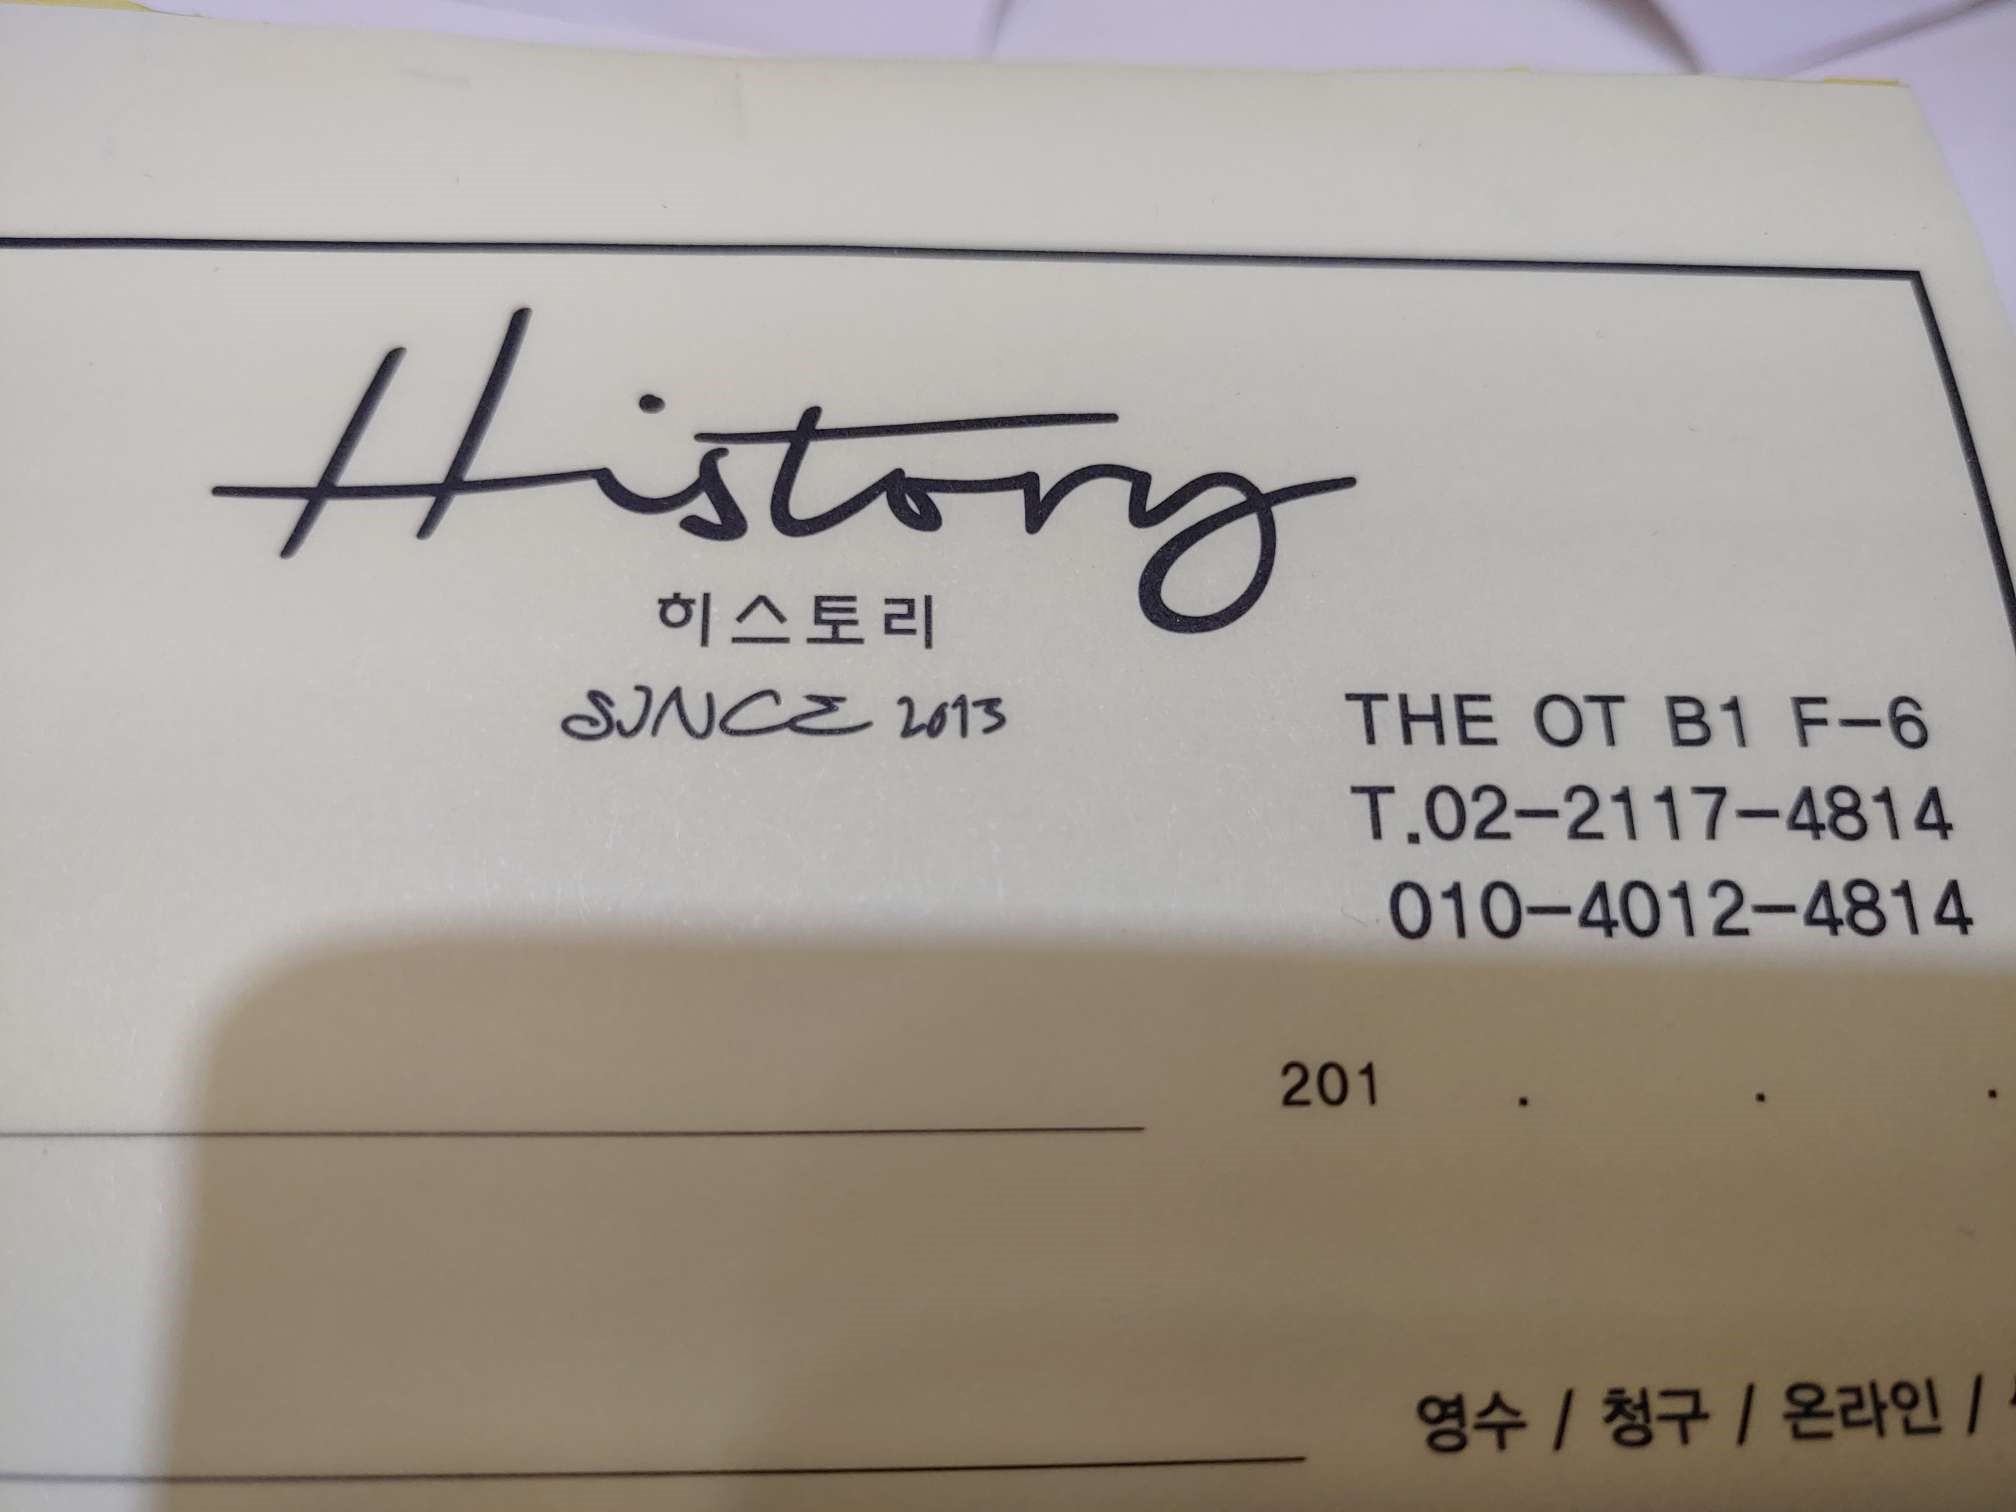 History
히스토리
SINCE 2013
THE OT B1 F-6
T.02-2117-4814
010-4012-4814
201 . . .
영수 / 청구 / 온라인 /